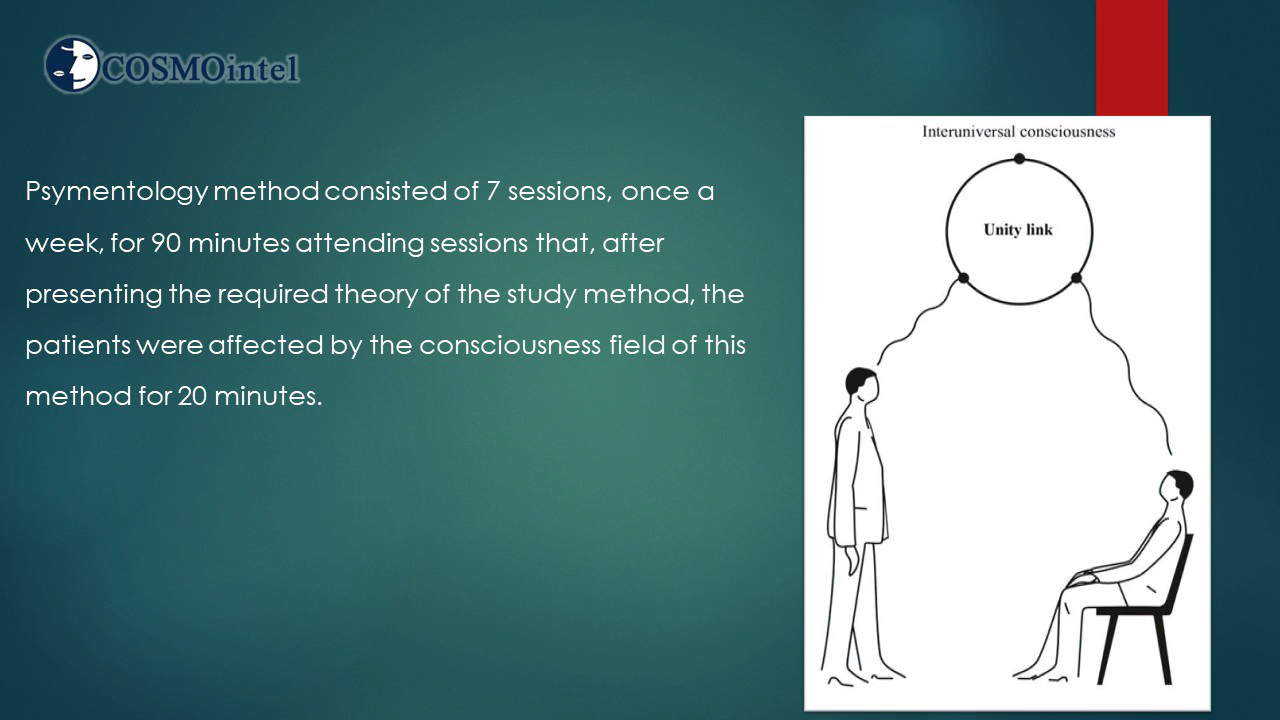 COSMOintel
Psymentology method consisted of 7 sessions, once a
week, for 90 minutes attending sessions that, after
presenting the required theory of the study method, the
patients were affected by the consciousness field of this
method for 20 minutes.
Interuniversal consciousness
Unity link